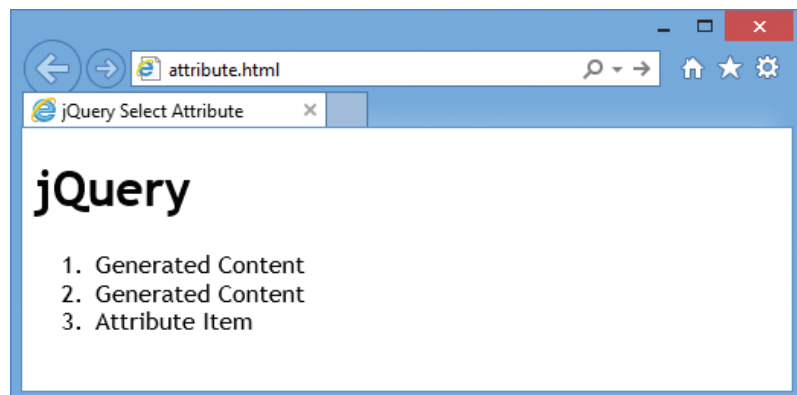 attribute.html
jQuery Select Attribute
jQuery
1. Generated Content
2. Generated Content
3. Attribute Item